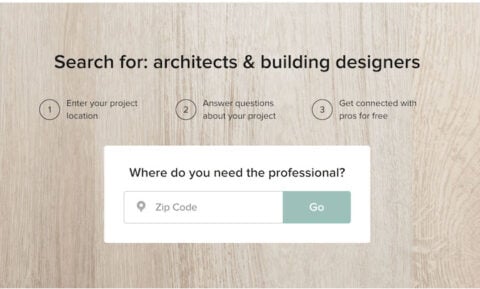 Search for: architects & building designers
1 Enter your project
location
2 Answer questions
about your project
3 Get connected with
pros for free
Where do you need the professional?
Zip Code
Go